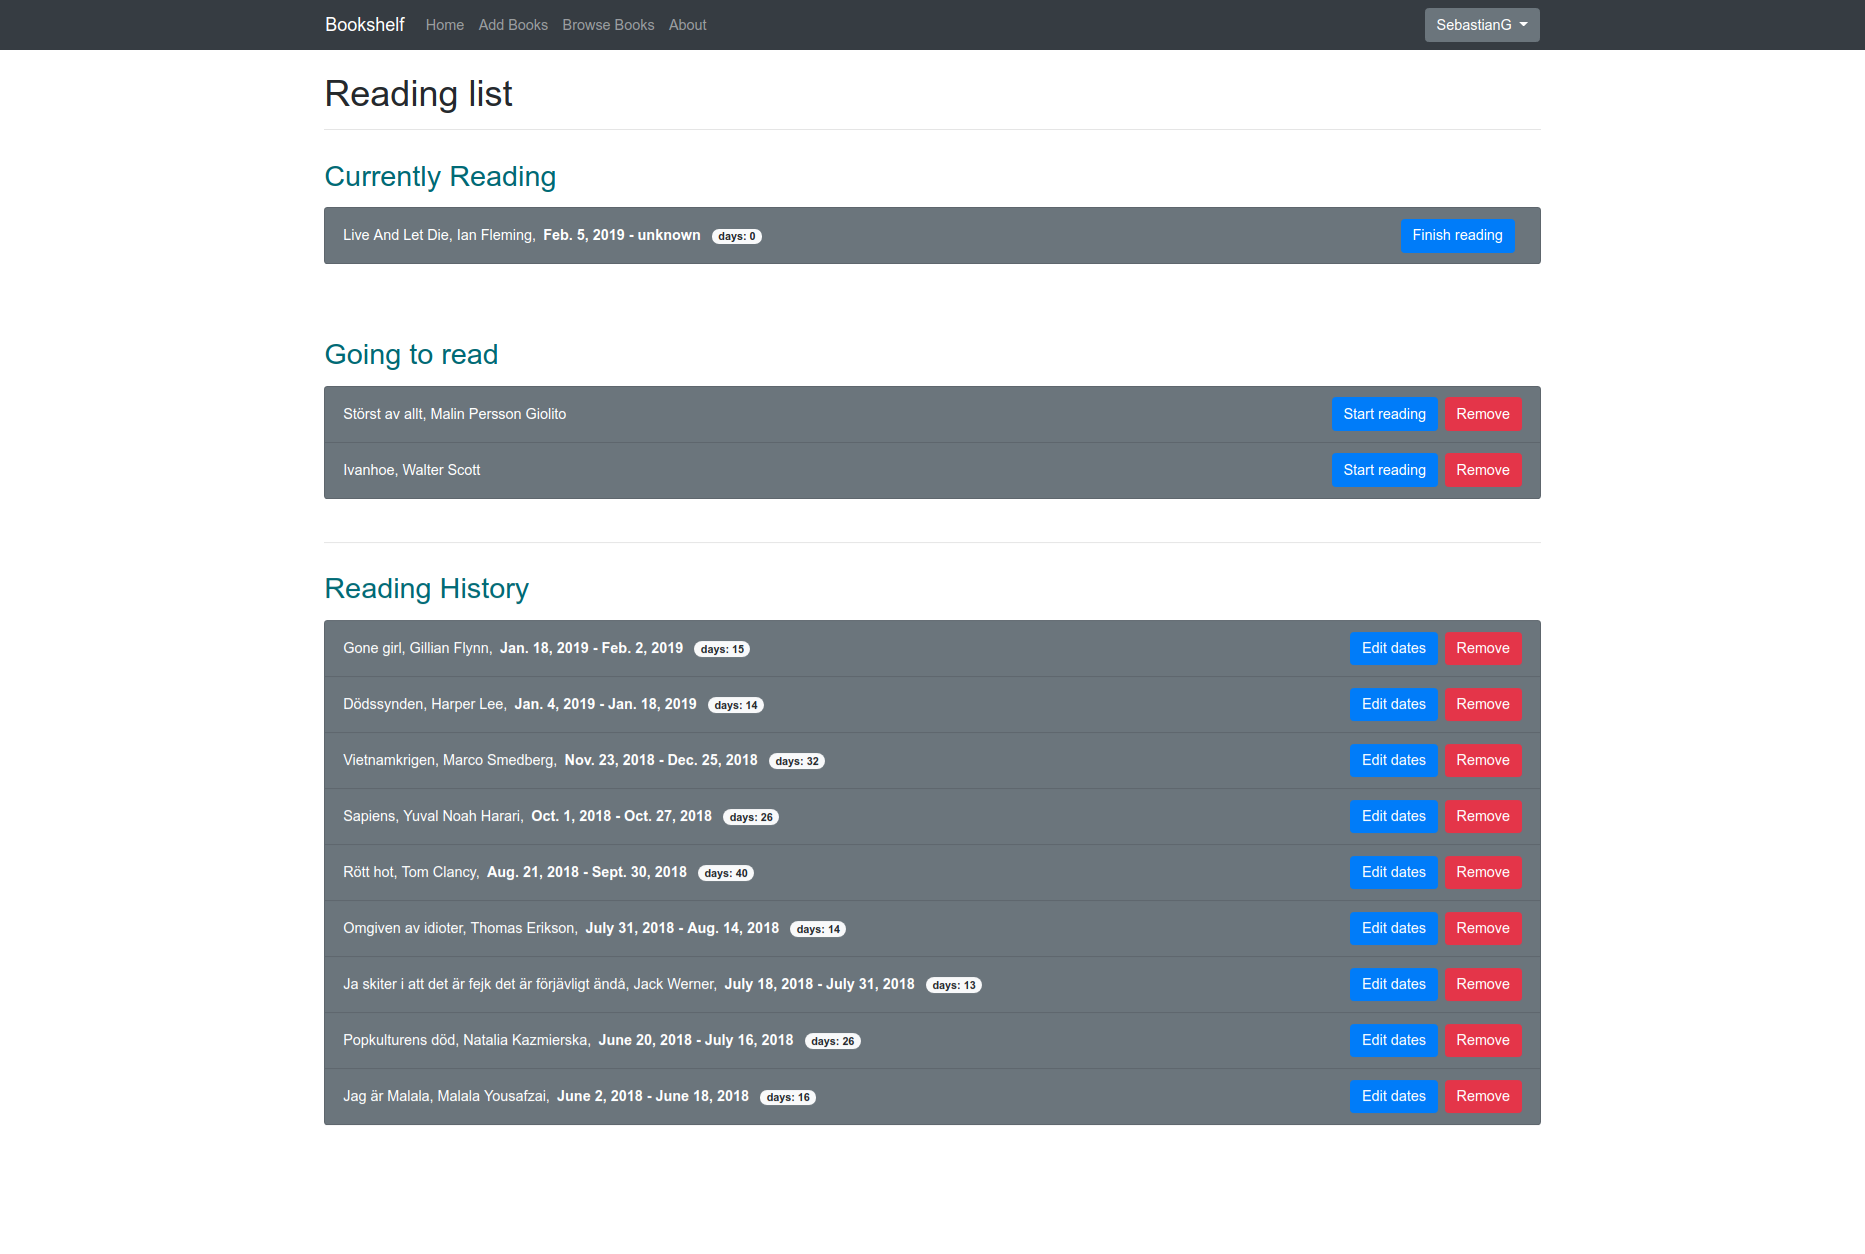 Bookshelf Home Add Books Browse Books About SebastianG
Reading list
Currently Reading
Live And Let Die, Ian Fleming, Feb. 5, 2019 - unknown days: 0 Finish reading
Going to read
Störst av allt, Malin Persson Giolito Start reading Remove
Ivanhoe, Walter Scott Start reading Remove
Reading History
Gone girl, Gillian Flynn, Jan. 18, 2019 - Feb. 2, 2019 days: 15 Edit dates Remove
Dödssynden, Harper Lee, Jan. 4, 2019 - Jan. 18, 2019 days: 14 Edit dates Remove
Vietnamkrigen, Marco Smedberg, Nov. 23, 2018 - Dec. 25, 2018 days: 32 Edit dates Remove
Sapiens, Yuval Noah Harari, Oct. 1, 2018 - Oct. 27, 2018 days: 26 Edit dates Remove
Rött hot, Tom Clancy, Aug. 21, 2018 - Sept. 30, 2018 days: 40 Edit dates Remove
Omgiven av idioter, Thomas Erikson, July 31, 2018 - Aug. 14, 2018 days: 14 Edit dates Remove
Ja skiter i att det är fejk det är förjävligt ändå, Jack Werner, July 18, 2018 - July 31, 2018 days: 13 Edit dates Remove
Popkulturens död, Natalia Kazmierska, June 20, 2018 - July 16, 2018 days: 26 Edit dates Remove
Jag är Malala, Malala Yousafzai, June 2, 2018 - June 18, 2018 days: 16 Edit dates Remove